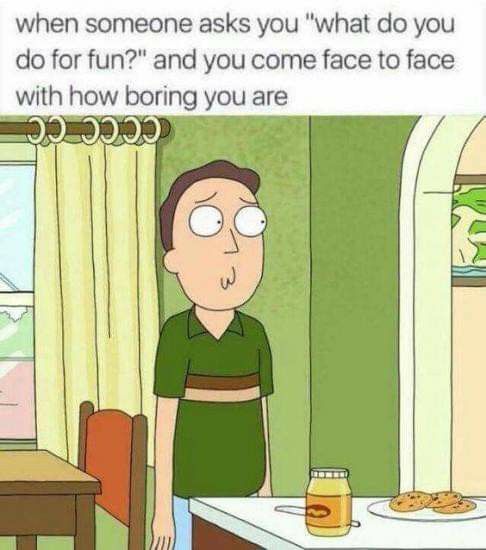 when someone asks you "what do you
do for fun?" and you come face to face
with how boring you are